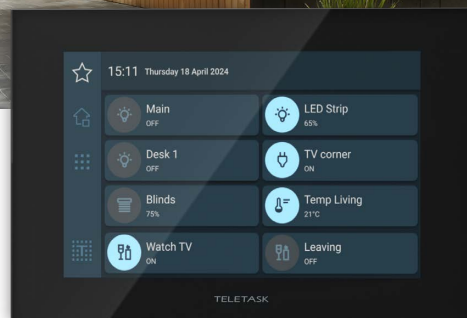 15:11 Thursday 18 April 2024
Main
OFF
LED Strip
65%
Desk 1
OFF
TV corner
ON
Blinds
75%
Temp Living
21°C
Watch TV
ON
Leaving
OFF
TELETASK